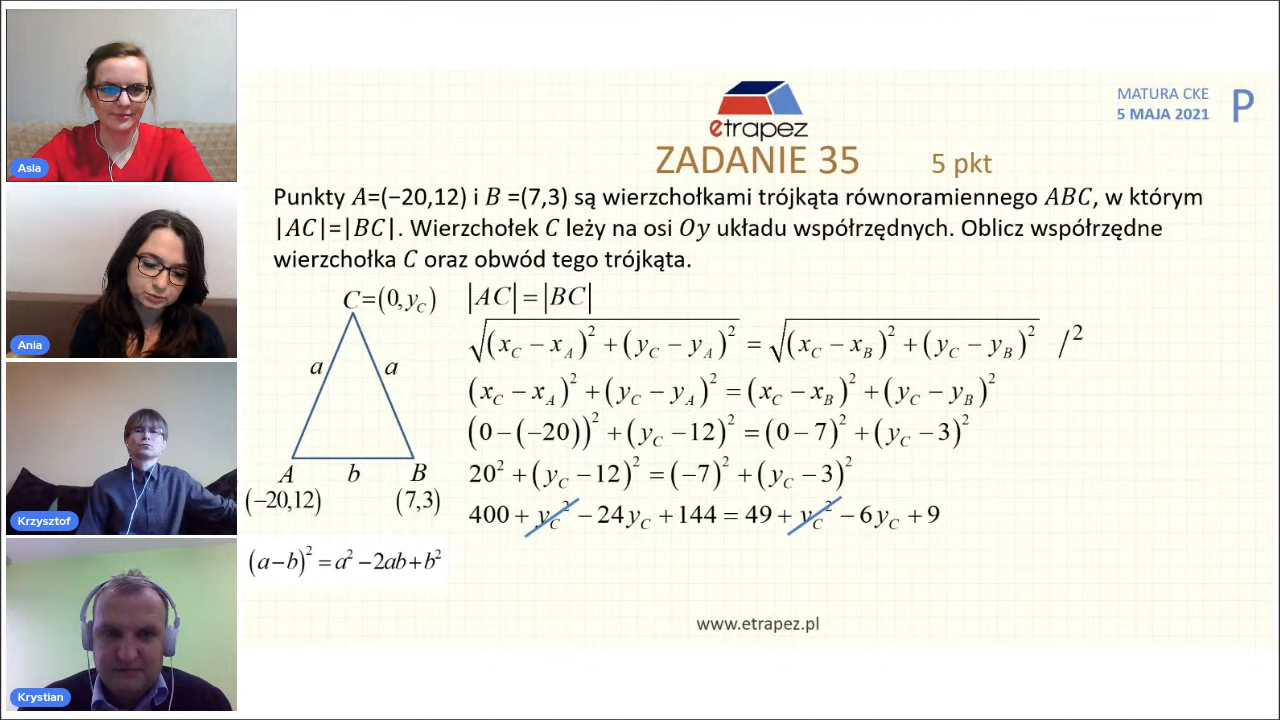 Asia
Ania
Krzysztof
Krystian
etrapez
MATURA CKE
5 MAJA 2021
P
ZADANIE 35 5 pkt
Punkty A=(−20,12) i B =(7,3) są wierzchołkami trójkąta równoramiennego ABC, w którym
|AC|=|BC|. Wierzchołek C leży na osi Oy układu współrzędnych. Oblicz współrzędne
wierzchołka C oraz obwód tego trójkąta.
C=(0, y_C)
a a
A b B
(−20,12) (7,3)
(a−b)² = a² −2ab+b²
|AC| = |BC|
√((x_C − x_A)² + (y_C − y_A)²) = √((x_C − x_B)² + (y_C − y_B)²) /²
(x_C − x_A)² + (y_C − y_A)² = (x_C − x_B)² + (y_C − y_B)²
(0−(−20))² + (y_C −12)² = (0−7)² + (y_C −3)²
20² + (y_C −12)² = (−7)² + (y_C −3)²
400 + y_C² − 24y_C +144 = 49 + y_C² − 6y_C + 9
www.etrapez.pl